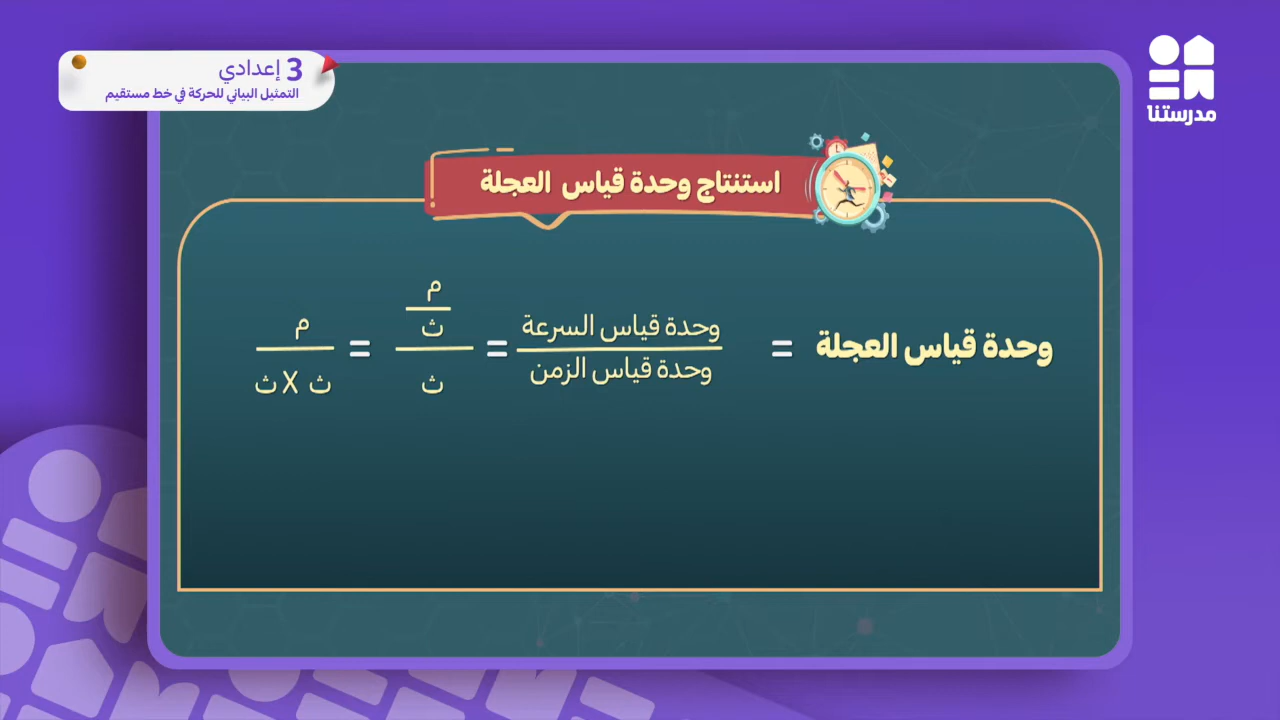 3 إعدادي
التمثيل البياني للحركة في خط مستقيم
مدرستنا
استنتاج وحدة قياس العجلة
وحدة قياس العجلة = وحدة قياس السرعة / وحدة قياس الزمن = م / ث / ث = م / ث X ث